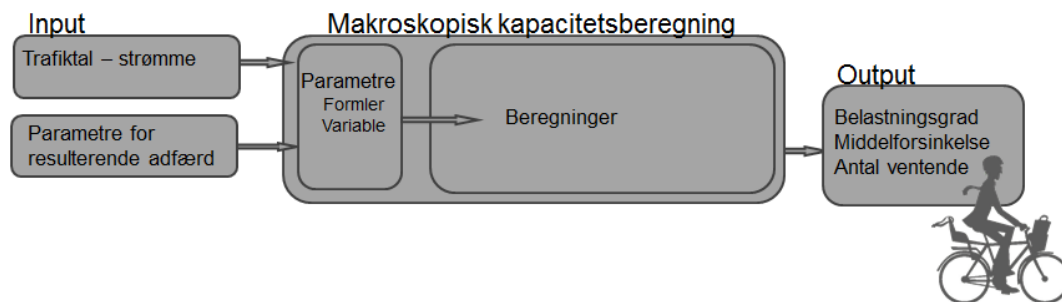 Input
Trafiktal – strømme
Parametre for
resulterende adfærd
Makroskopisk kapacitetsberegning
Parametre
Formler
Variable
Beregninger
Output
Belastningsgrad
Middelforsinkelse
Antal ventende